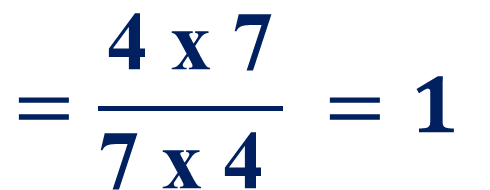 4 x 7
= = 1
7 x 4